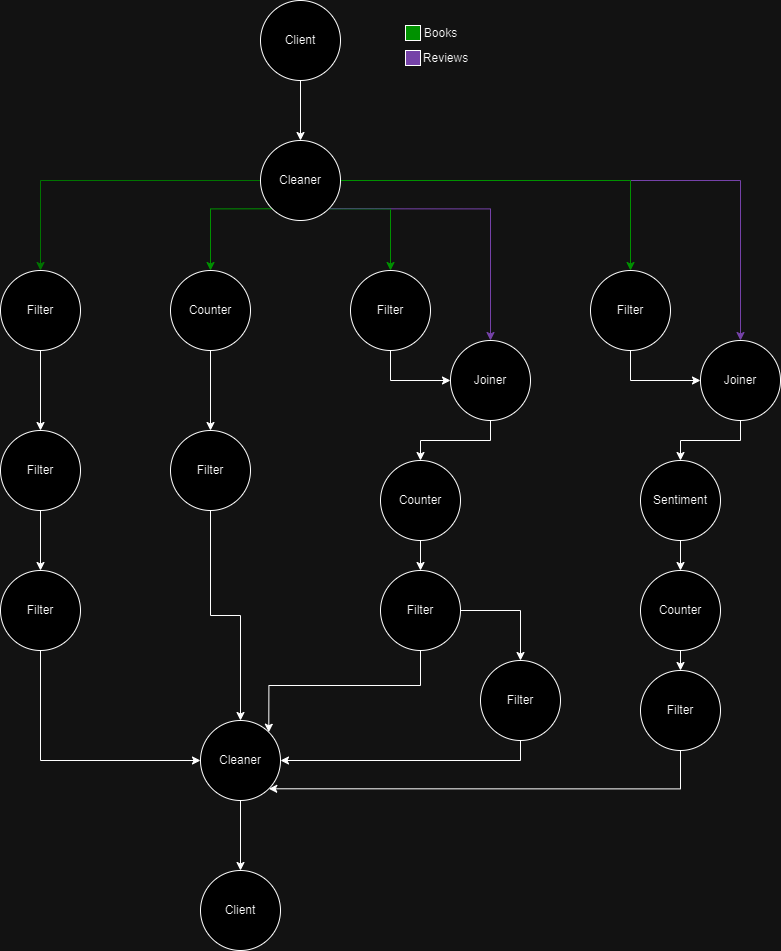 Client
Books
Reviews
Cleaner
Filter
Counter
Filter
Filter
Joiner
Joiner
Filter
Filter
Counter
Sentiment
Filter
Filter
Counter
Filter
Filter
Cleaner
Client